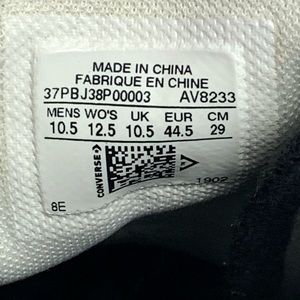 MADE IN CHINA
FABRIQUE EN CHINE
37PBJ38P00003 AV8233
MENS WO'S UK EUR CM
10.5 12.5 10.5 44.5 29
CONVERSE
1902
8E